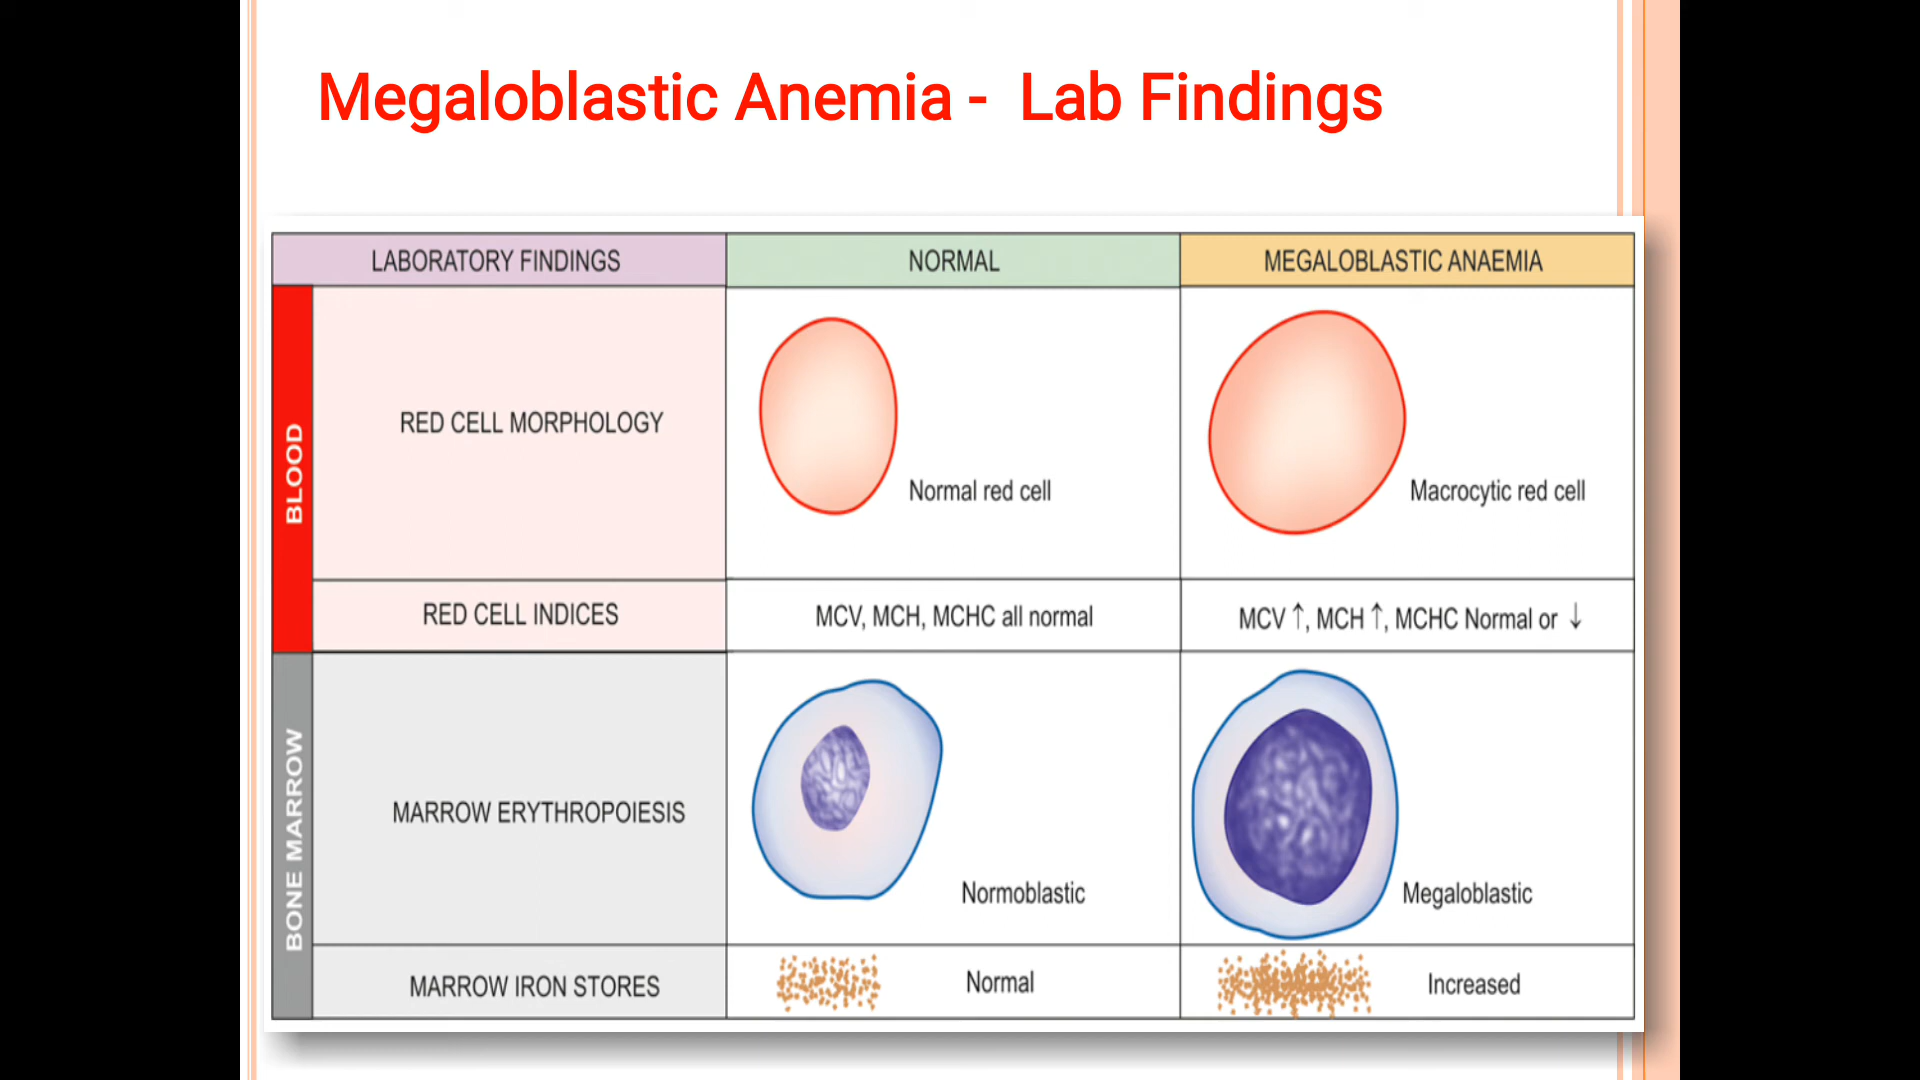 Megaloblastic Anemia - Lab Findings
LABORATORY FINDINGS
NORMAL
MEGALOBLASTIC ANAEMIA
BLOOD
RED CELL MORPHOLOGY
Normal red cell
Macrocytic red cell
RED CELL INDICES
MCV, MCH, MCHC all normal
MCV ↑, MCH ↑, MCHC Normal or ↓
BONE MARROW
MARROW ERYTHROPOIESIS
Normoblastic
Megaloblastic
MARROW IRON STORES
Normal
Increased